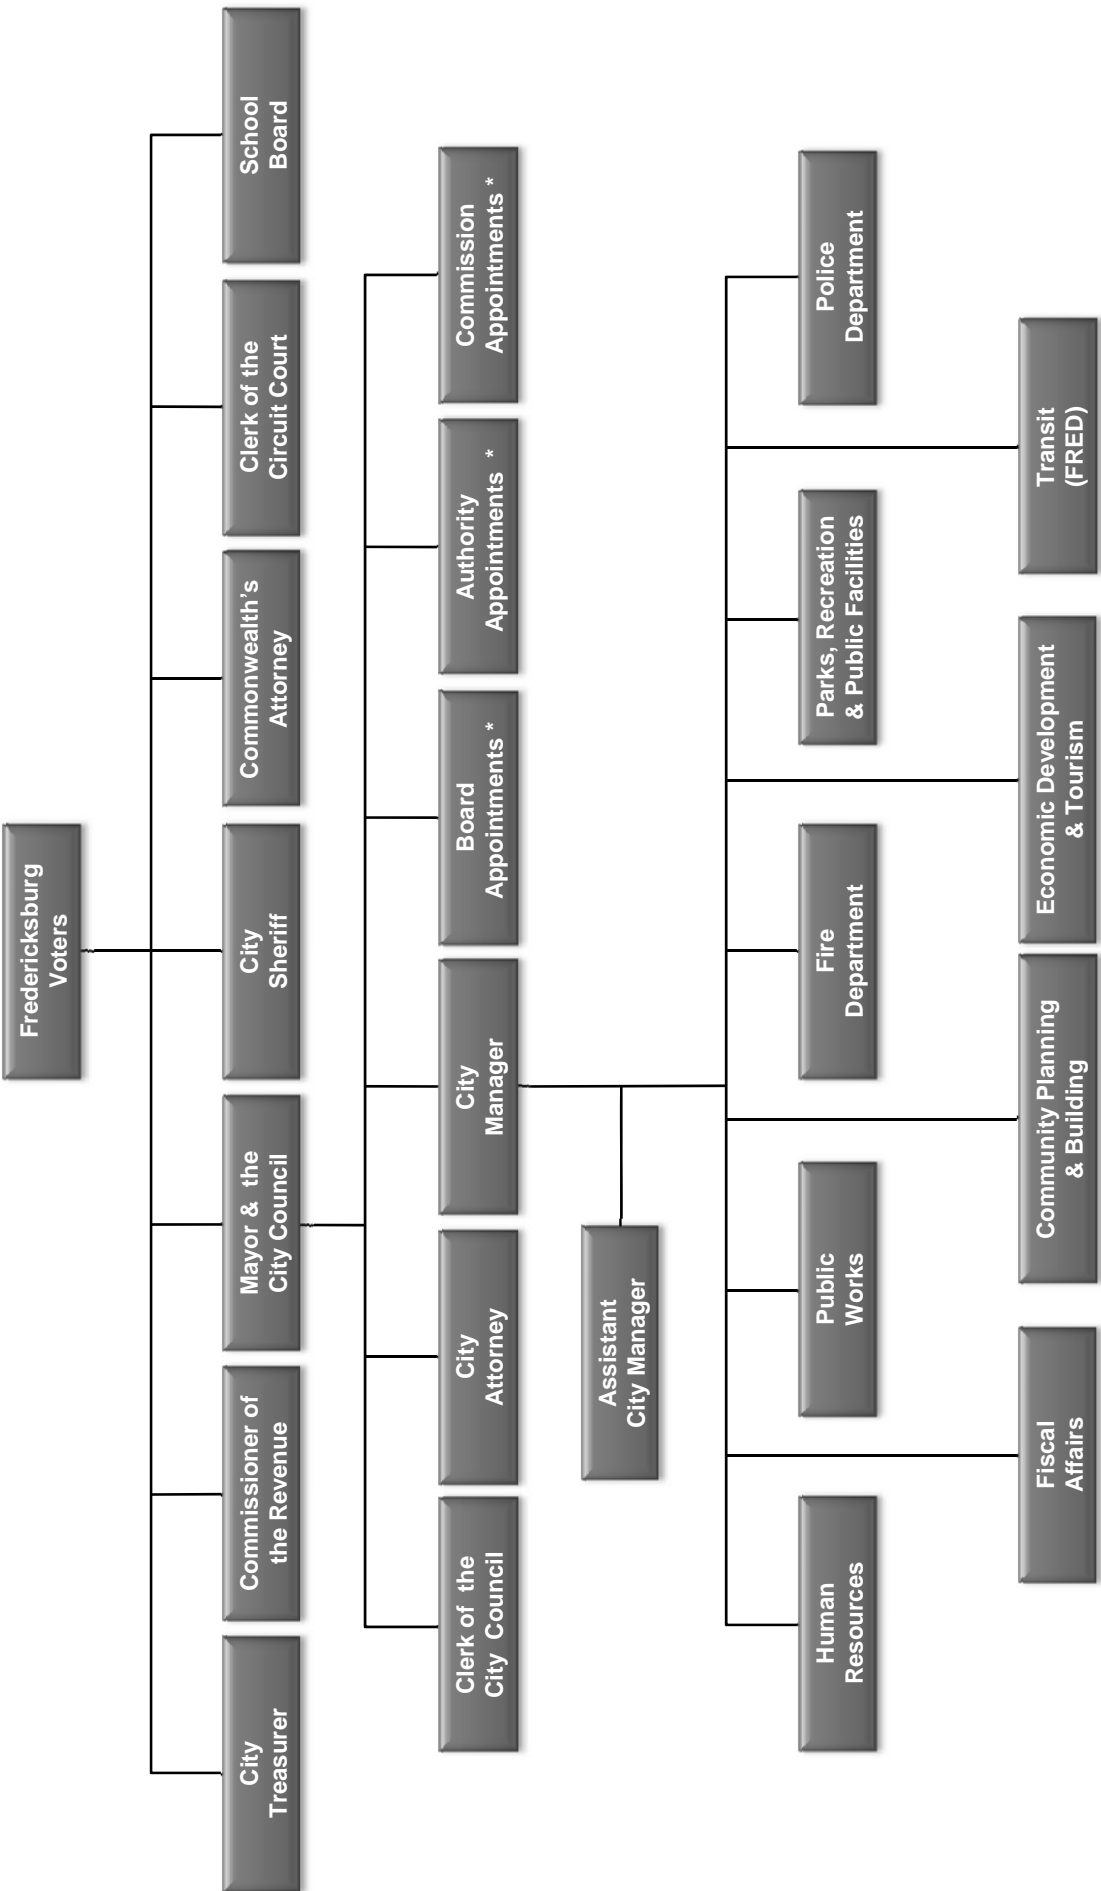 Fredericksburg
Voters
City
Treasurer
Commissioner of
the Revenue
Mayor & the
City Council
City
Sheriff
Commonwealth's
Attorney
Clerk of the
Circuit Court
School
Board
Clerk of the
City Council
City
Attorney
City
Manager
Board
Appointments *
Authority
Appointments *
Commission
Appointments *
Assistant
City Manager
Human
Resources
Public
Works
Fire
Department
Parks, Recreation
& Public Facilities
Police
Department
Fiscal
Affairs
Community Planning
& Building
Economic Development
& Tourism
Transit
(FRED)